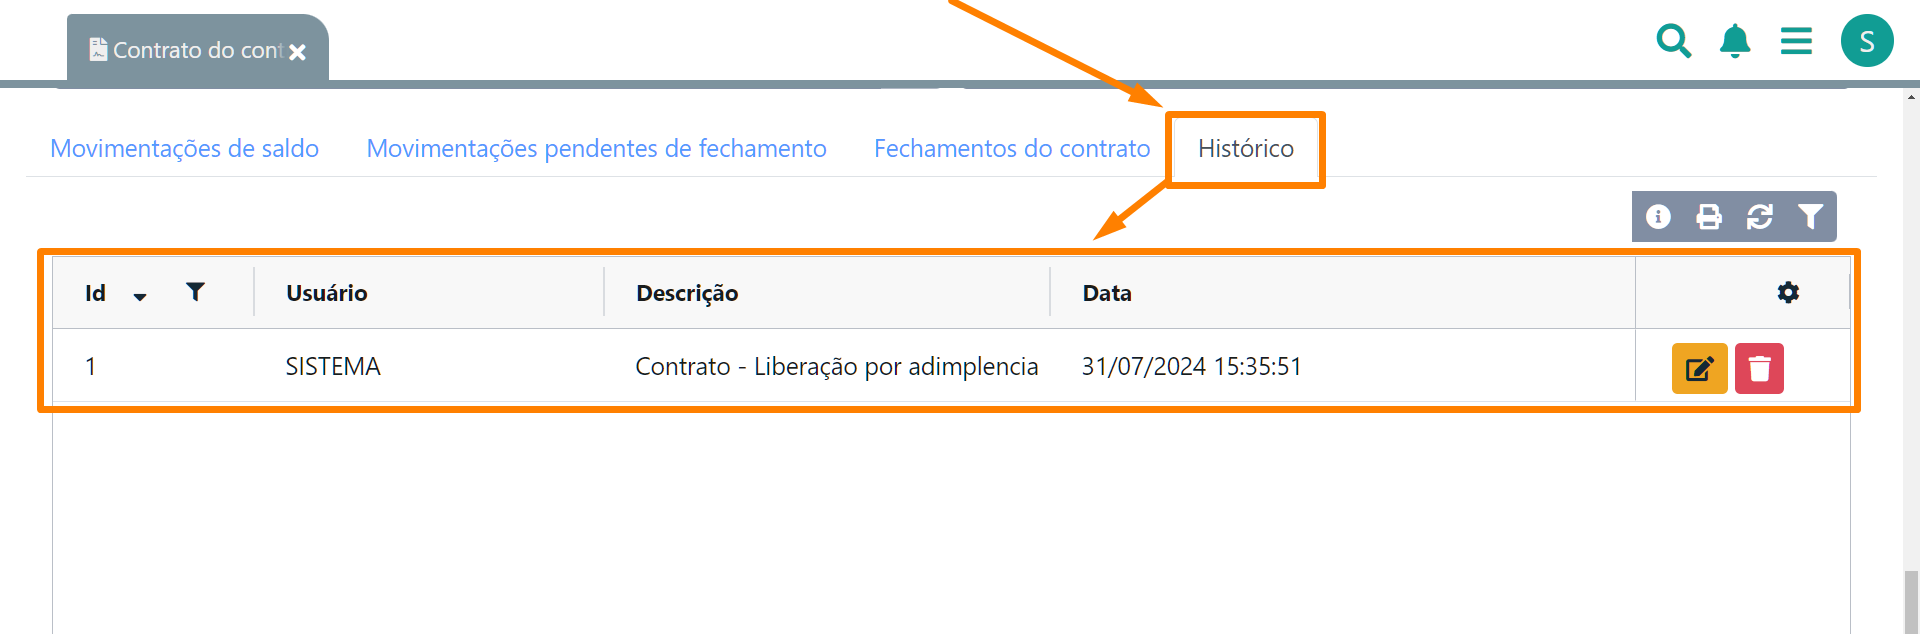 Contrato do cont
S
Movimentações de saldo Movimentações pendentes de fechamento Fechamentos do contrato Histórico
Id Usuário Descrição Data
1 SISTEMA Contrato - Liberação por adimplencia 31/07/2024 15:35:51